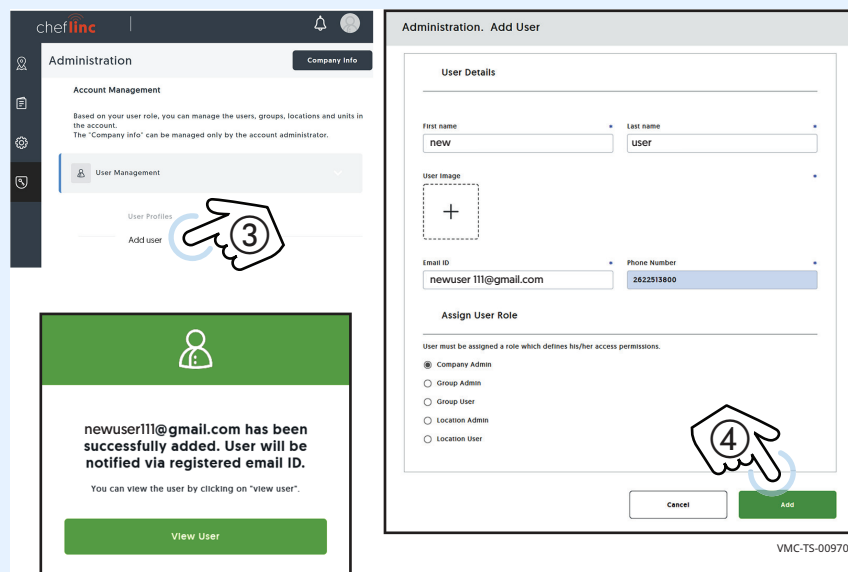 cheflinc
Administration
Company Info
Account Management
Based on your user role, you can manage the users, groups, locations and units in
the account.
The "Company info" can be managed only by the account administrator.
User Management
User Profiles
Add user
3
newuser111@gmail.com has been
successfully added. User will be
notified via registered email ID.
You can view the user by clicking on "view user".
View User
Administration. Add User
User Details
First name * Last name *
new user
User Image *
+
Email ID * Phone Number *
newuser 111@gmail.com 2622513800
Assign User Role
User must be assigned a role which defines his/her access permissions.
Company Admin
Group Admin
Group User
Location Admin
Location User
4
Cancel Add
VMC-TS-00970